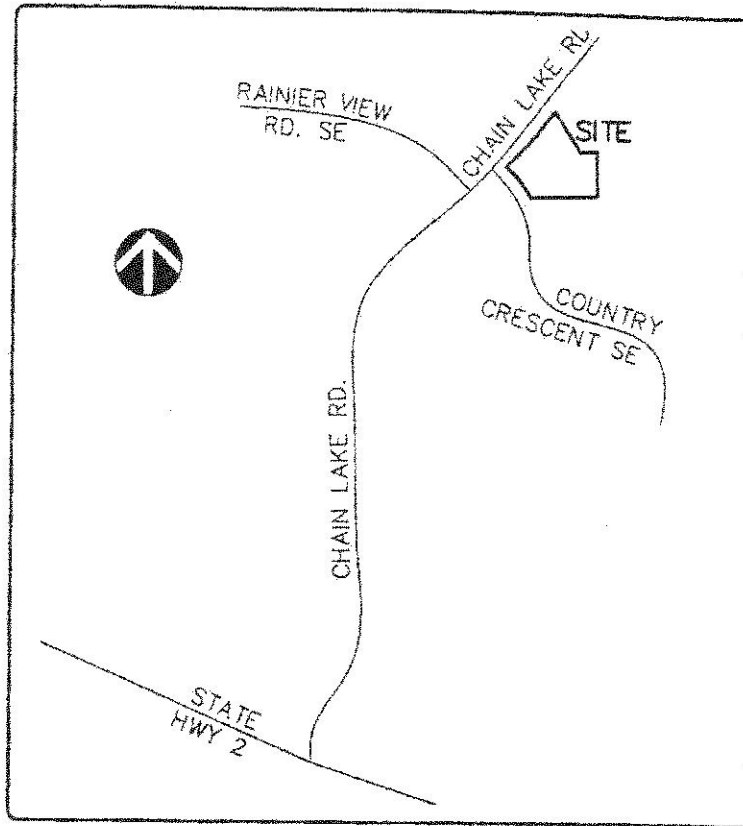 CHAIN LAKE RD.
RAINIER VIEW
RD. SE
SITE
COUNTRY
CRESCENT SE
CHAIN LAKE RD.
STATE
HWY 2